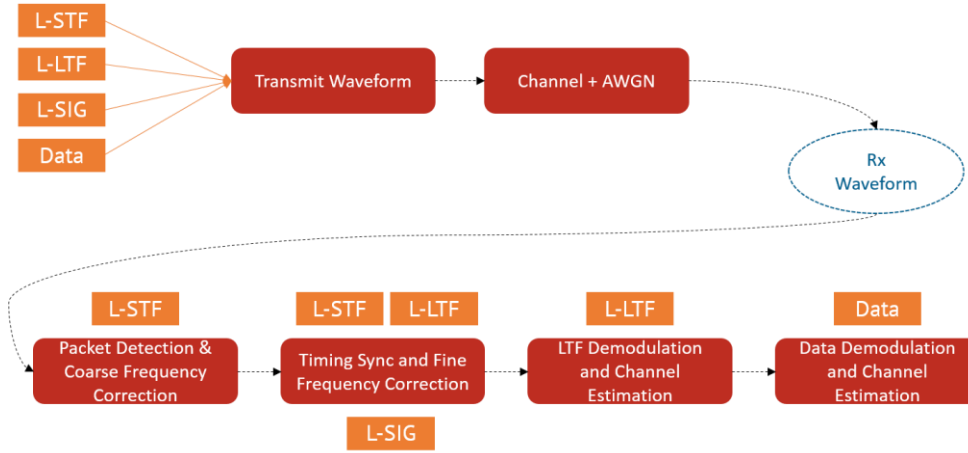 L-STF
L-LTF
L-SIG
Data
Transmit Waveform
Channel + AWGN
Rx
Waveform
L-STF
L-STF
L-LTF
L-LTF
Data
Packet Detection &
Coarse Frequency
Correction
Timing Sync and Fine
Frequency Correction
LTF Demodulation
and Channel
Estimation
Data Demodulation
and Channel
Estimation
L-SIG